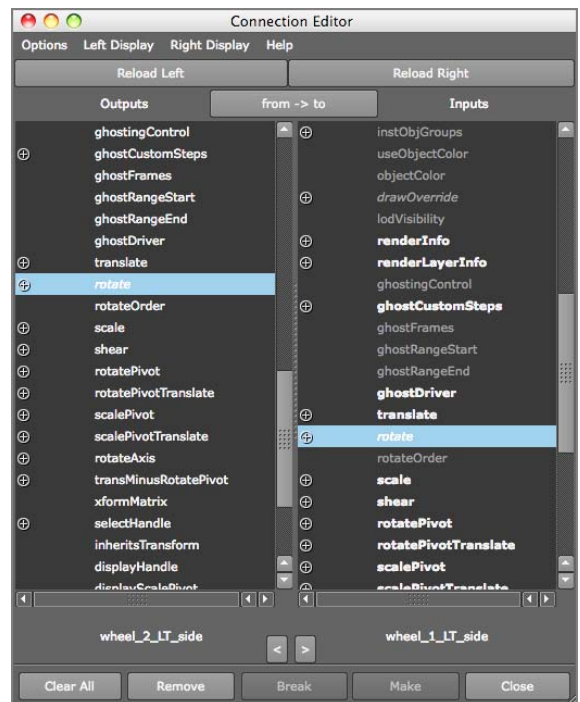 Connection Editor
Options Left Display Right Display Help
Reload Left Reload Right
Outputs from -> to Inputs
ghostingControl
ghostCustomSteps
ghostFrames
ghostRangeStart
ghostRangeEnd
ghostDriver
translate
rotate
rotateOrder
scale
shear
rotatePivot
rotatePivotTranslate
scalePivot
scalePivotTranslate
rotateAxis
transMinusRotatePivot
xformMatrix
selectHandle
inheritsTransform
displayHandle
displayScalePivot
instObjGroups
useObjectColor
objectColor
drawOverride
lodVisibility
renderInfo
renderLayerInfo
ghostingControl
ghostCustomSteps
ghostFrames
ghostRangeStart
ghostRangeEnd
ghostDriver
translate
rotate
rotateOrder
scale
shear
rotatePivot
rotatePivotTranslate
scalePivot
scalePivotTranslate
wheel_2_LT_side wheel_1_LT_side
< >
Clear All Remove Break Make Close